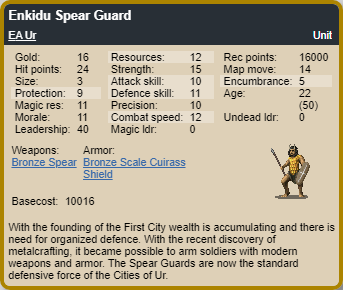 Enkidu Spear Guard
EA Ur Unit
Gold: 16 Resources: 12 Rec points: 16000
Hit points: 24 Strength: 15 Map move: 14
Size: 3 Attack skill: 10 Encumbrance: 5
Protection: 9 Defence skill: 11 Age: 22
Magic res: 11 Precision: 10 (50)
Morale: 11 Combat speed: 12 Undead ldr: 0
Leadership: 40 Magic ldr: 0
Weapons: Armor:
Bronze Spear Bronze Scale Cuirass
Shield
Basecost: 10016
With the founding of the First City wealth is accumulating and there is
need for organized defence. With the recent discovery of
metalcrafting, it became possible to arm soldiers with modern
weapons and armor. The Spear Guards are now the standard
defensive force of the Cities of Ur.